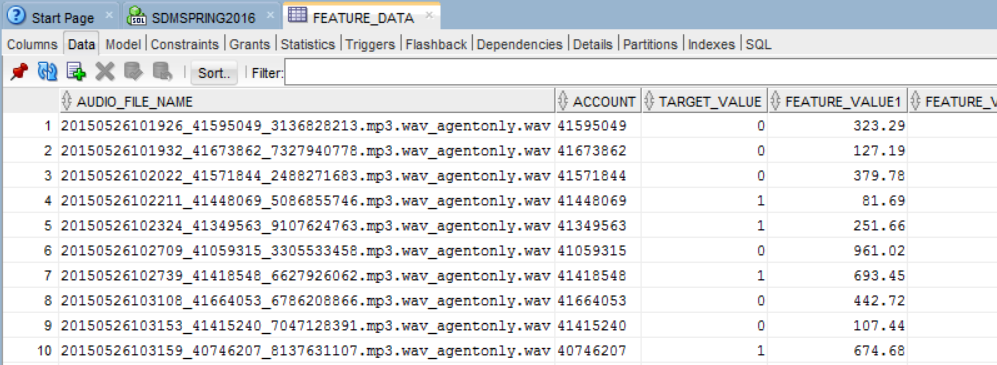 Start Page SQL SDMSPRING2016 FEATURE_DATA
Columns Data Model Constraints Grants Statistics Triggers Flashback Dependencies Details Partitions Indexes SQL
Sort.. Filter:
AUDIO_FILE_NAME ACCOUNT TARGET_VALUE FEATURE_VALUE1 FEATURE_V
1 20150526101926_41595049_3136828213.mp3.wav_agentonly.wav 41595049 0 323.29
2 20150526101932_41673862_7327940778.mp3.wav_agentonly.wav 41673862 0 127.19
3 20150526102022_41571844_2488271683.mp3.wav_agentonly.wav 41571844 0 379.78
4 20150526102211_41448069_5086855746.mp3.wav_agentonly.wav 41448069 1 81.69
5 20150526102324_41349563_9107624763.mp3.wav_agentonly.wav 41349563 1 251.66
6 20150526102709_41059315_3305533458.mp3.wav_agentonly.wav 41059315 0 961.02
7 20150526102739_41418548_6627926062.mp3.wav_agentonly.wav 41418548 1 693.45
8 20150526103108_41664053_6786208866.mp3.wav_agentonly.wav 41664053 0 442.72
9 20150526103153_41415240_7047128391.mp3.wav_agentonly.wav 41415240 0 107.44
10 20150526103159_40746207_8137631107.mp3.wav_agentonly.wav 40746207 1 674.68